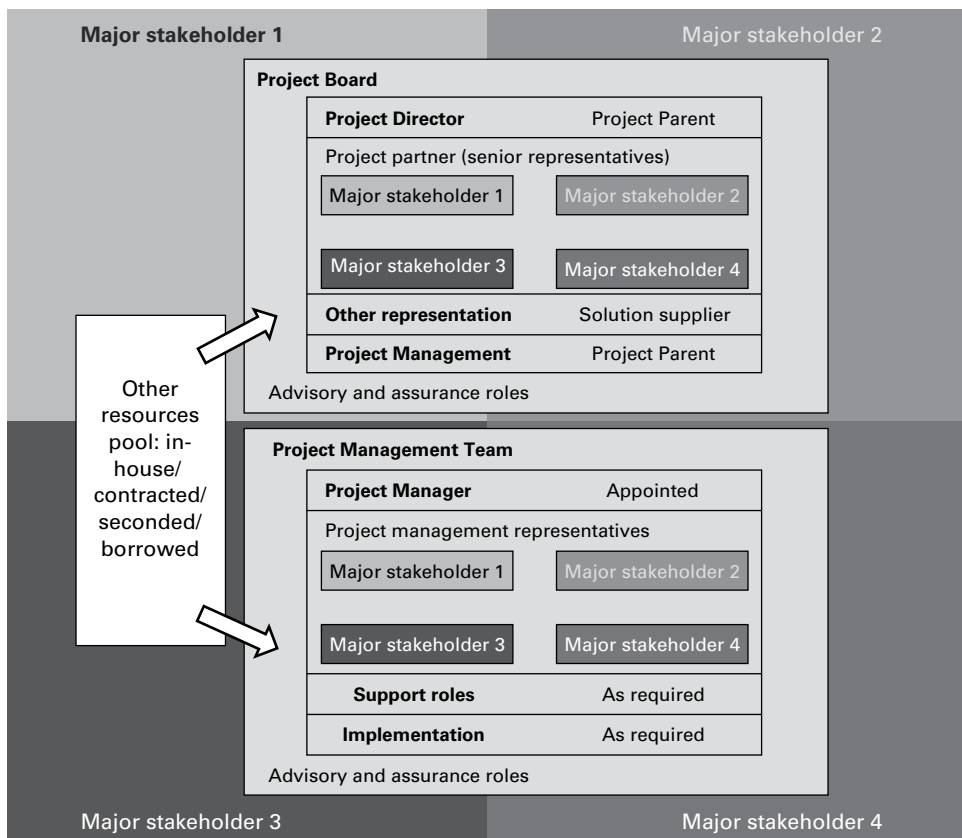 Major stakeholder 1
Major stakeholder 2
Project Board
Project Director Project Parent
Project partner (senior representatives)
Major stakeholder 1 Major stakeholder 2
Major stakeholder 3 Major stakeholder 4
Other representation Solution supplier
Project Management Project Parent
Advisory and assurance roles
Other
resources
pool: in-
house/
contracted/
seconded/
borrowed
Project Management Team
Project Manager Appointed
Project management representatives
Major stakeholder 1 Major stakeholder 2
Major stakeholder 3 Major stakeholder 4
Support roles As required
Implementation As required
Advisory and assurance roles
Major stakeholder 3
Major stakeholder 4